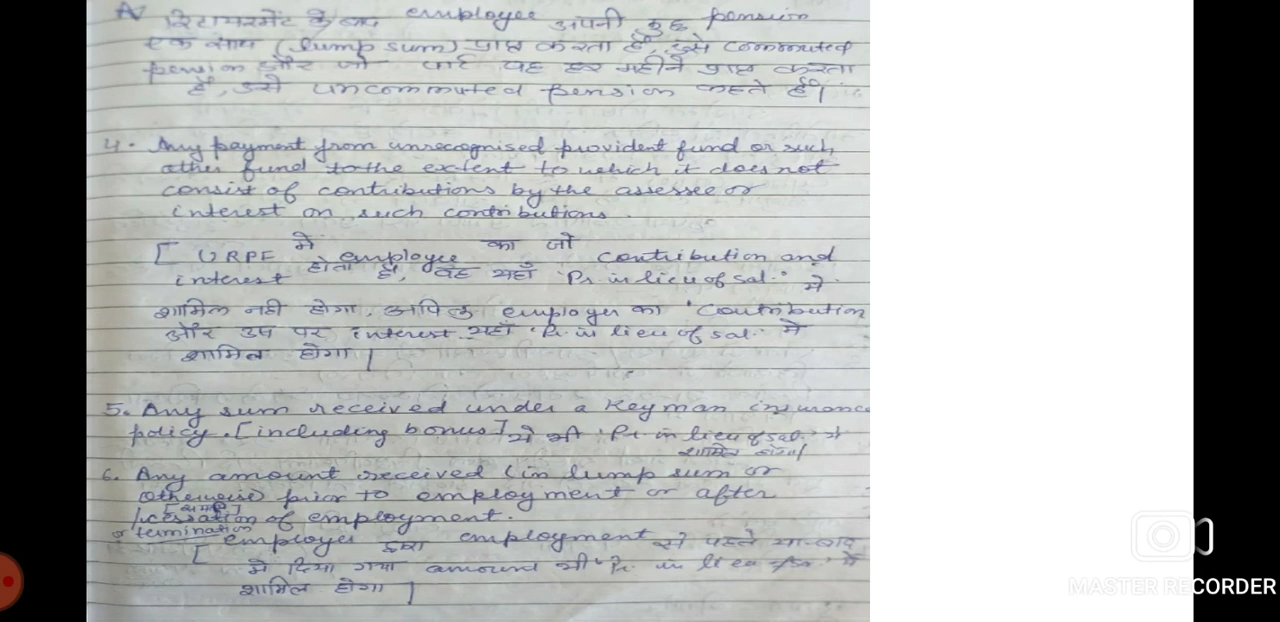 रिटायरमेंट के बाद employee अपनी कुछ pension
एक साथ (lump sum) प्राप्त करता है, इसे commuted
pension और जो वह हर महीने प्राप्त करता
है, उसे uncommuted pension कहते हैं।
4. Any payment from unrecognised provident fund or such
other fund to the extent to which it does not
consist of contributions by the assessee or
interest on such contributions.
[ URPF में employee का जो contribution and
interest होता है, वह यहाँ Pr. in lieu of sal. में
शामिल नही होगा. अपितु employer का contribution
और उस पर interest यहाँ 'Pr. in lieu of sal.' में
शामिल होगा ]
5. Any sum received under a Keyman insurance
policy. [including bonus] ये भी 'Pr. in lieu of sal.' में
शामिल होगा
6. Any amount received (in lump sum or
otherwise) prior to employment or after
cessation of employment.
[समाप्ति]
or termination
[ employer द्वारा employment से पहले या बाद
में दिया गया amount भी 'Pr. in lieu of sal.' में
शामिल होगा ]
MASTER RECORDER